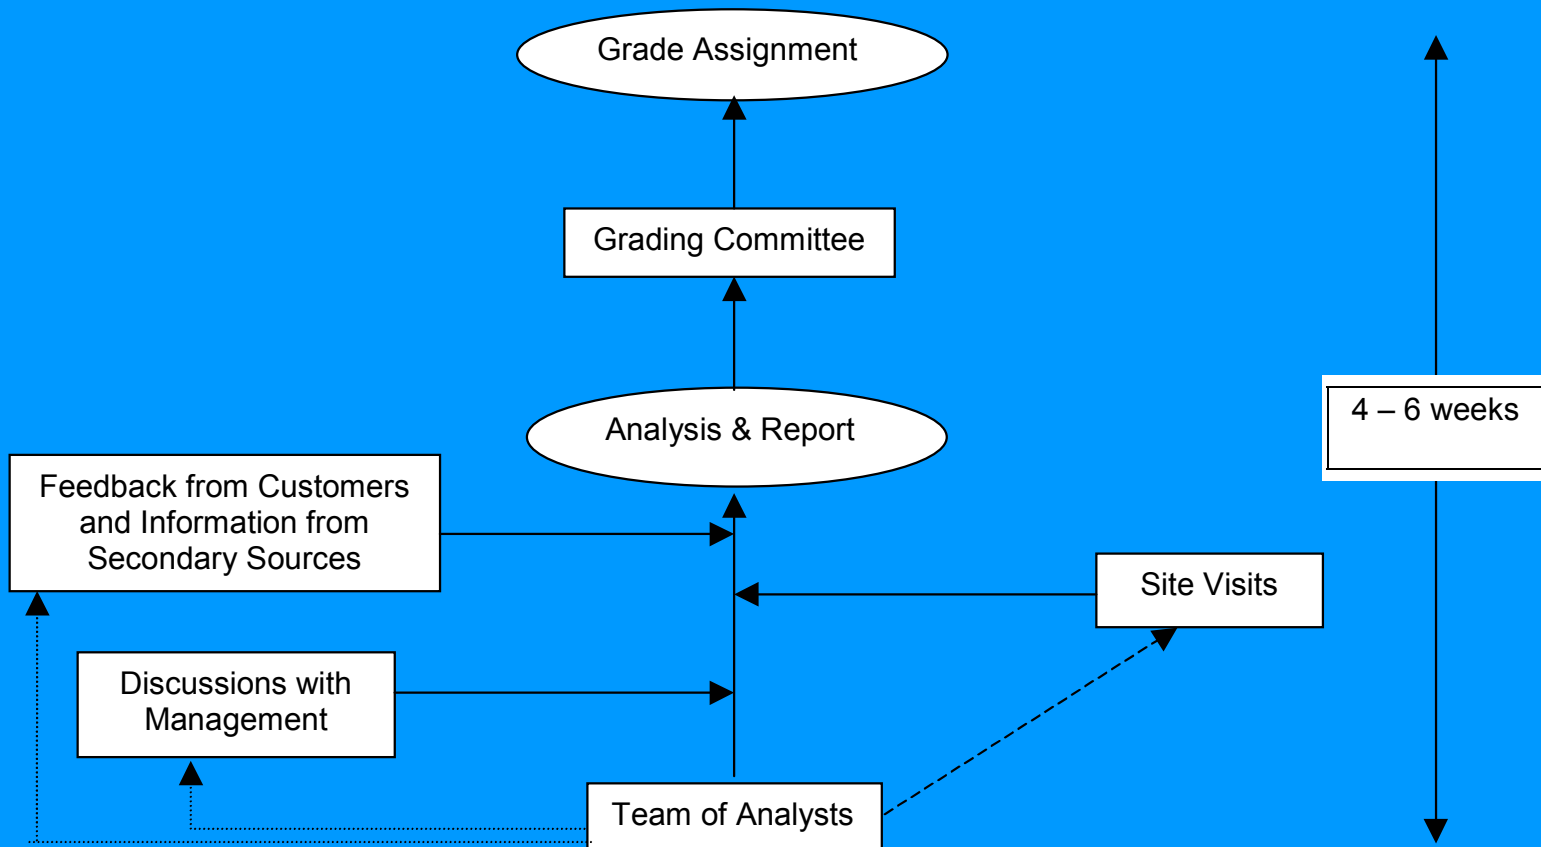 Grade Assignment
Grading Committee
Analysis & Report
4 – 6 weeks
Feedback from Customers
and Information from
Secondary Sources
Site Visits
Discussions with
Management
Team of Analysts